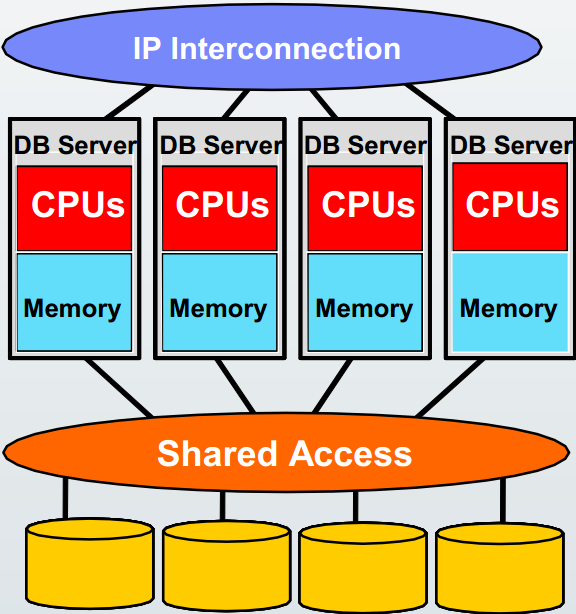 IP Interconnection
DB Server DB Server DB Server DB Server
CPUs CPUs CPUs CPUs
Memory Memory Memory Memory
Shared Access